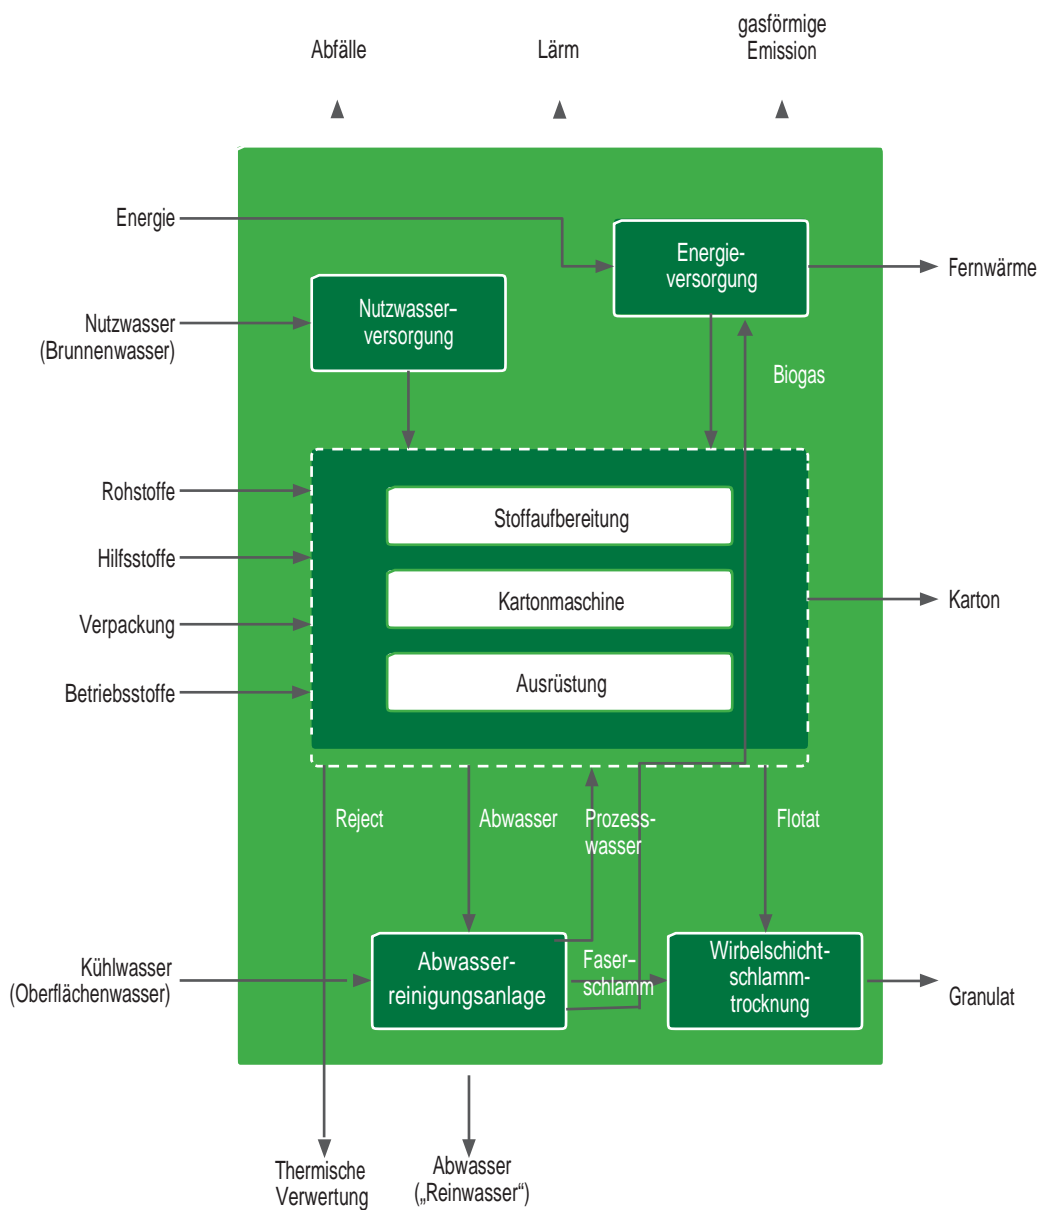 Abfälle
Lärm
gasförmige
Emission
Energie
Energie-
versorgung
Fernwärme
Nutzwasser
(Brunnenwasser)
Nutzwasser-
versorgung
Biogas
Rohstoffe
Hilfsstoffe
Verpackung
Betriebsstoffe
Stoffaufbereitung
Kartonmaschine
Ausrüstung
Karton
Reject
Abwasser
Prozess-
wasser
Flotat
Kühlwasser
(Oberflächenwasser)
Abwasser-
reinigungsanlage
Faser-
schlamm
Wirbelschicht-
schlamm-
trocknung
Granulat
Thermische
Verwertung
Abwasser
(„Reinwasser“)